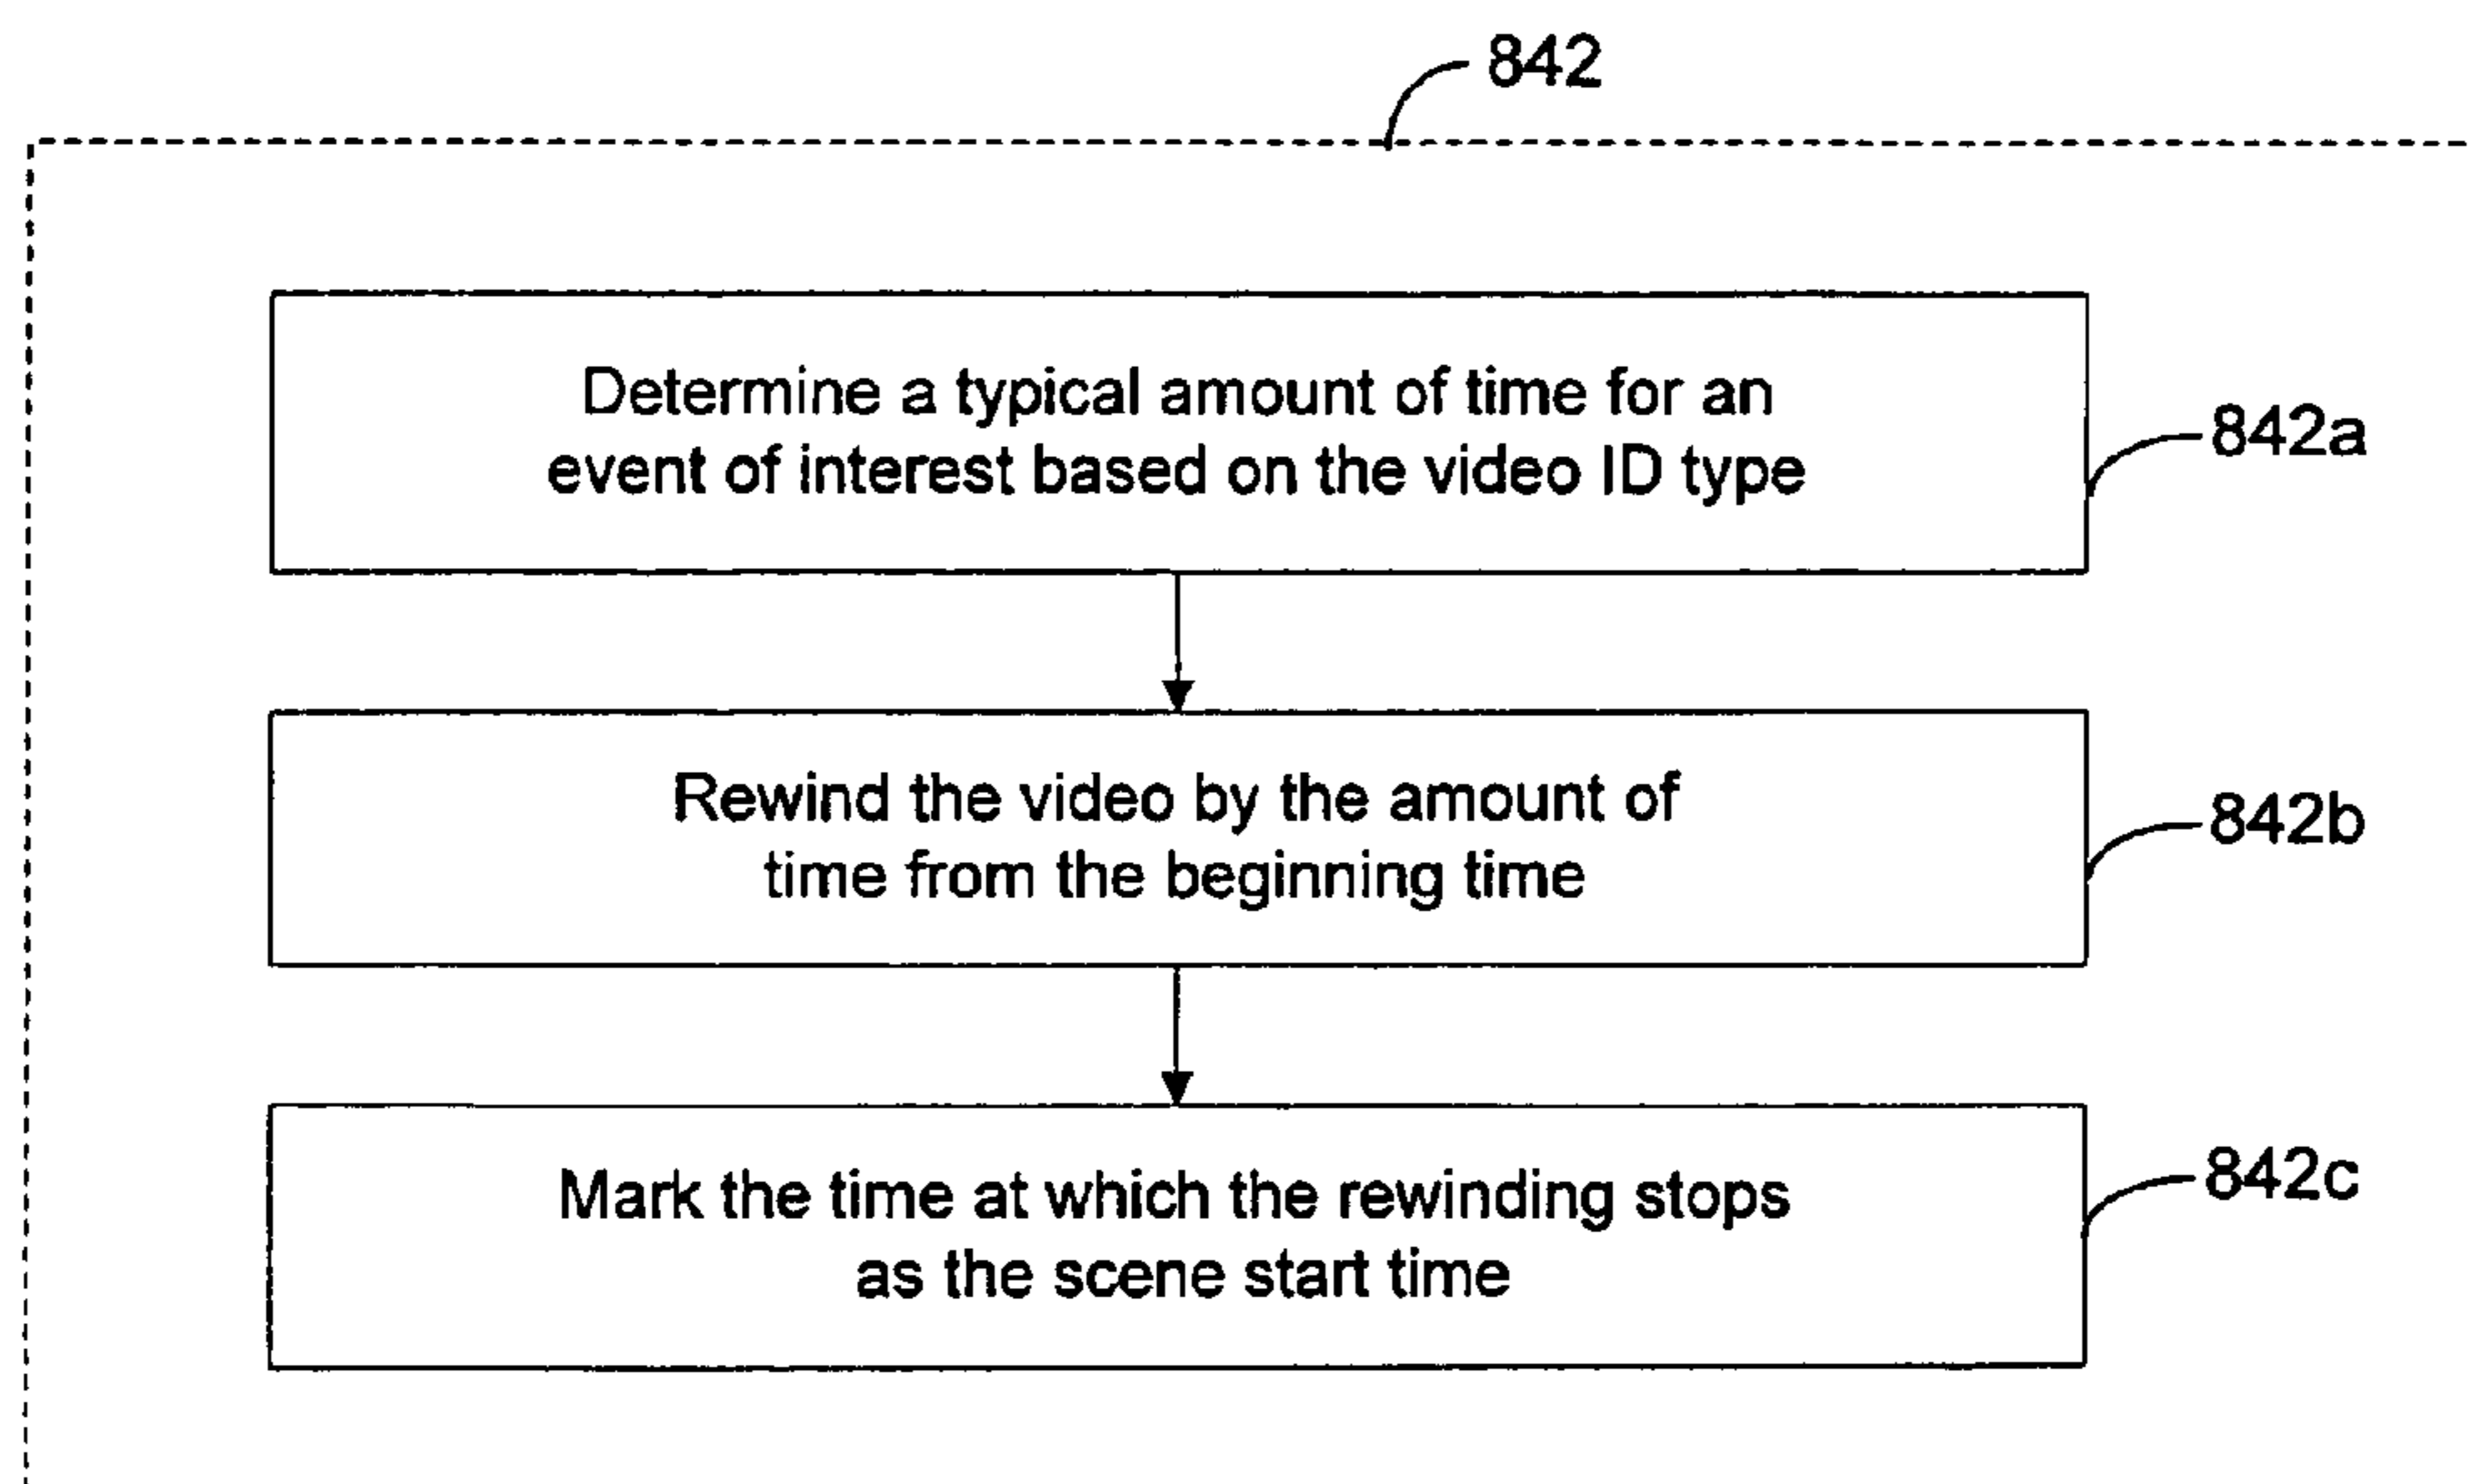 842
Determine a typical amount of time for an
event of interest based on the video ID type
842a
Rewind the video by the amount of
time from the beginning time
842b
Mark the time at which the rewinding stops
as the scene start time
842c